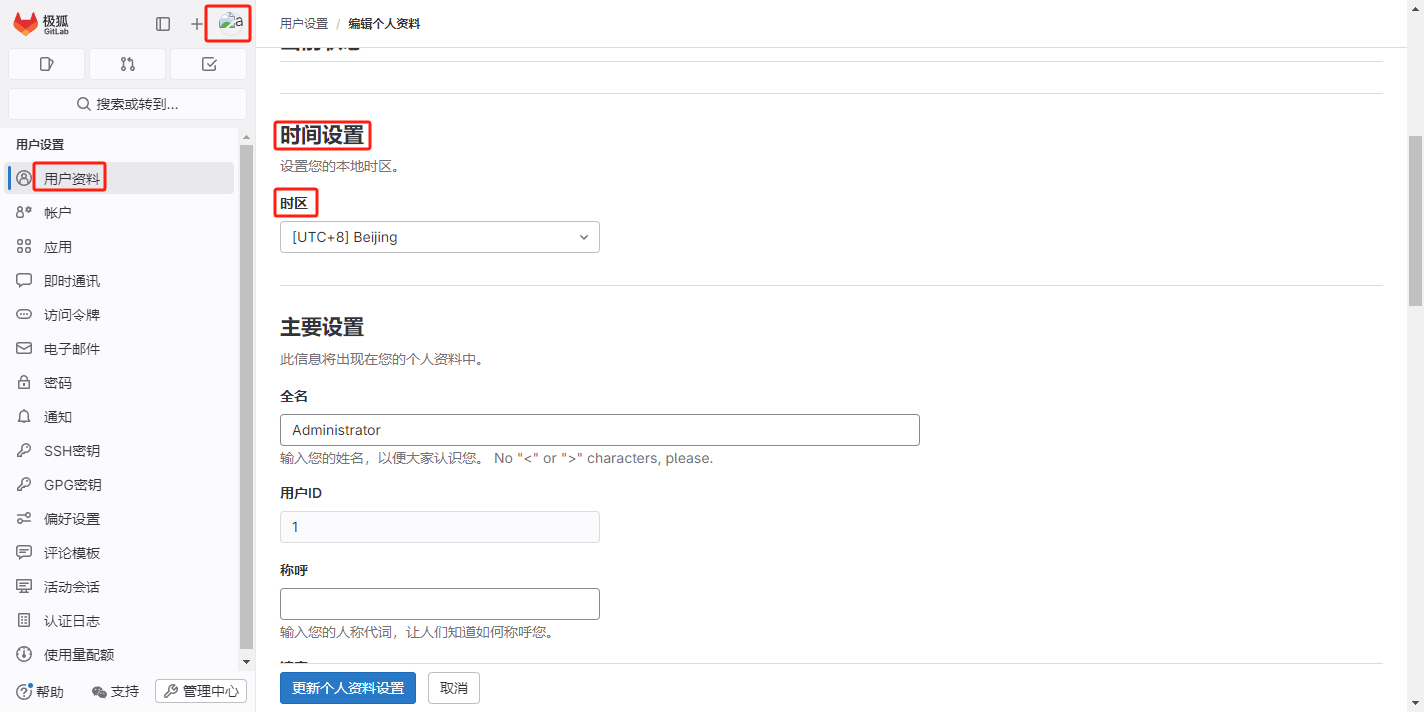 极狐
GitLab
a
搜索或转到...
用户设置
用户资料
帐户
应用
即时通讯
访问令牌
电子邮件
密码
通知
SSH密钥
GPG密钥
偏好设置
评论模板
活动会话
认证日志
使用量配额
帮助
支持
管理中心
用户设置 / 编辑个人资料
时间设置
设置您的本地时区。
时区
[UTC+8] Beijing
主要设置
此信息将出现在您的个人资料中。
全名
Administrator
输入您的姓名，以便大家认识您。 No "<" or ">" characters, please.
用户ID
1
称呼
输入您的人称代词，让人们知道如何称呼您。
更新个人资料设置
取消